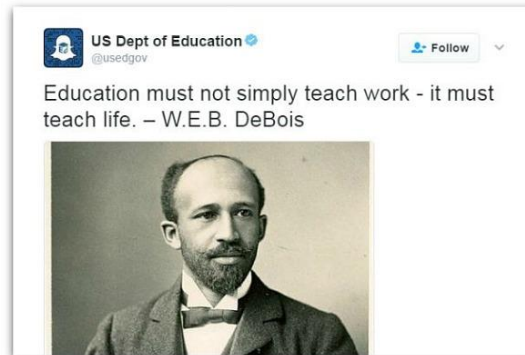 US Dept of Education
@usedgov
Follow
Education must not simply teach work - it must
teach life. – W.E.B. DeBois